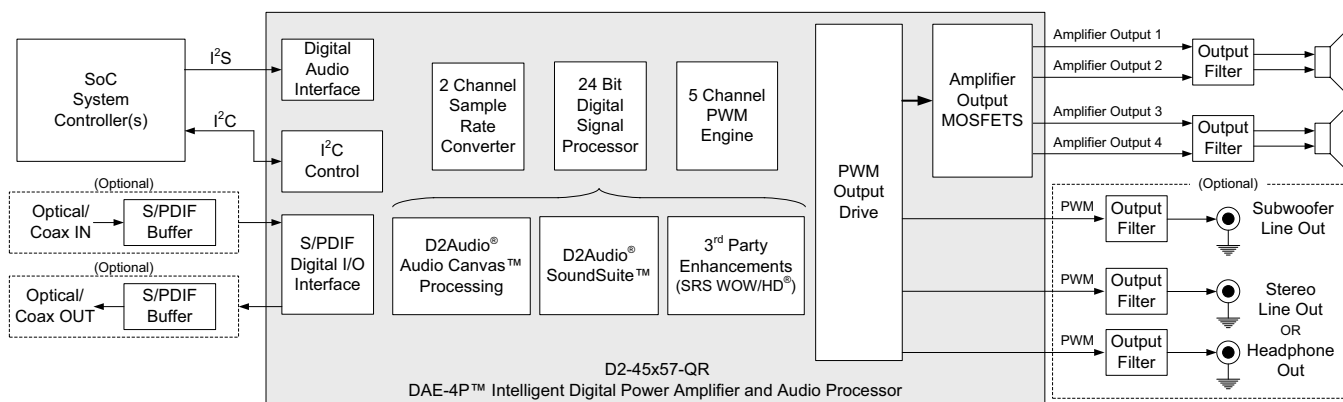 SoC
System
Controller(s)
I²S
I²C
Digital
Audio
Interface
I²C
Control
(Optional)
Optical/
Coax IN
S/PDIF
Buffer
(Optional)
Optical/
Coax OUT
S/PDIF
Buffer
S/PDIF
Digital I/O
Interface
2 Channel
Sample
Rate
Converter
24 Bit
Digital
Signal
Processor
5 Channel
PWM
Engine
D2Audio®
Audio Canvas™
Processing
D2Audio®
SoundSuite™
3rd Party
Enhancements
(SRS WOW/HD®)
PWM
Output
Drive
Amplifier
Output
MOSFETS
Amplifier Output 1
Amplifier Output 2
Amplifier Output 3
Amplifier Output 4
Output
Filter
Output
Filter
(Optional)
PWM
Output
Filter
Subwoofer
Line Out
PWM
Output
Filter
Stereo
Line Out
OR
PWM
Output
Filter
Headphone
Out
D2-45x57-QR
DAE-4P™ Intelligent Digital Power Amplifier and Audio Processor